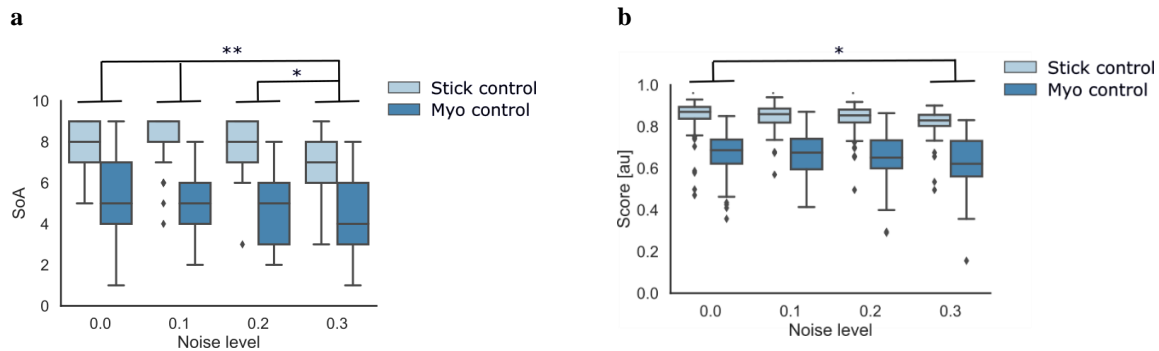 a
**
*
Stick control
Myo control
10
8
6
4
2
0
SoA
0.0 0.1 0.2 0.3
Noise level
b
*
Stick control
Myo control
1.0
0.8
0.6
0.4
0.2
0.0
Score [au]
0.0 0.1 0.2 0.3
Noise level